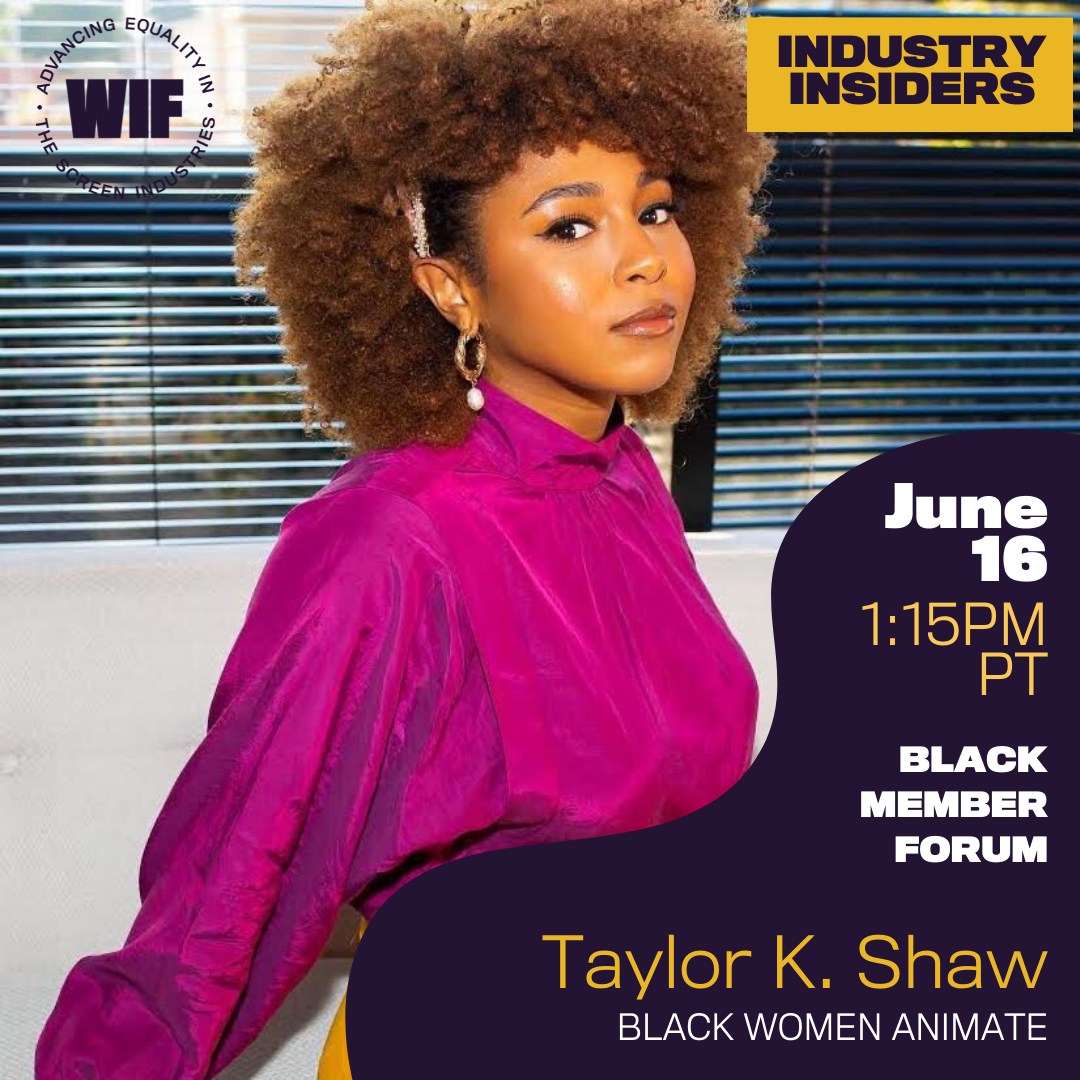 ADVANCING EQUALITY IN
THE SCREEN INDUSTRIES
WIF
INDUSTRY
INSIDERS
June
16
1:15PM
PT
BLACK
MEMBER
FORUM
Taylor K. Shaw
BLACK WOMEN ANIMATE